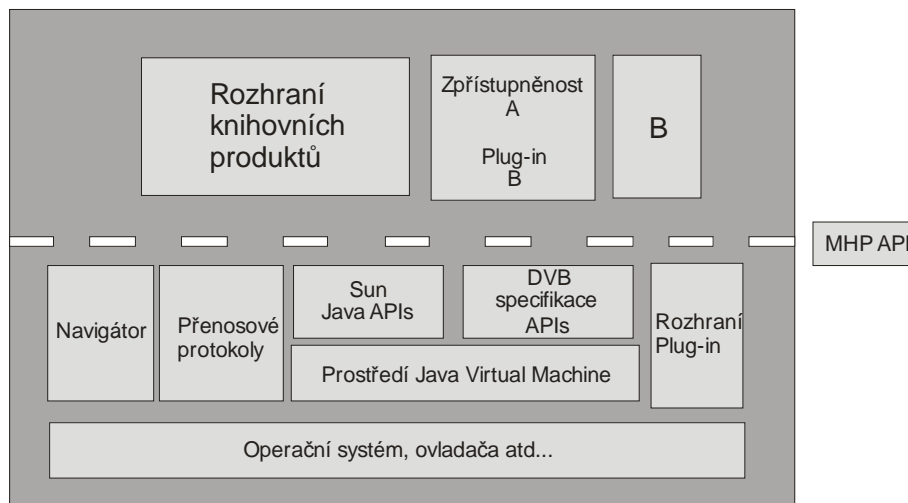 Rozhraní
knihovních
produktů
Zpřístupněnost
A
Plug-in
B
B
MHP API
Navigátor
Přenosové
protokoly
Sun
Java APIs
DVB
specifikace
APIs
Rozhraní
Plug-in
Prostředí Java Virtual Machine
Operační systém, ovladača atd...